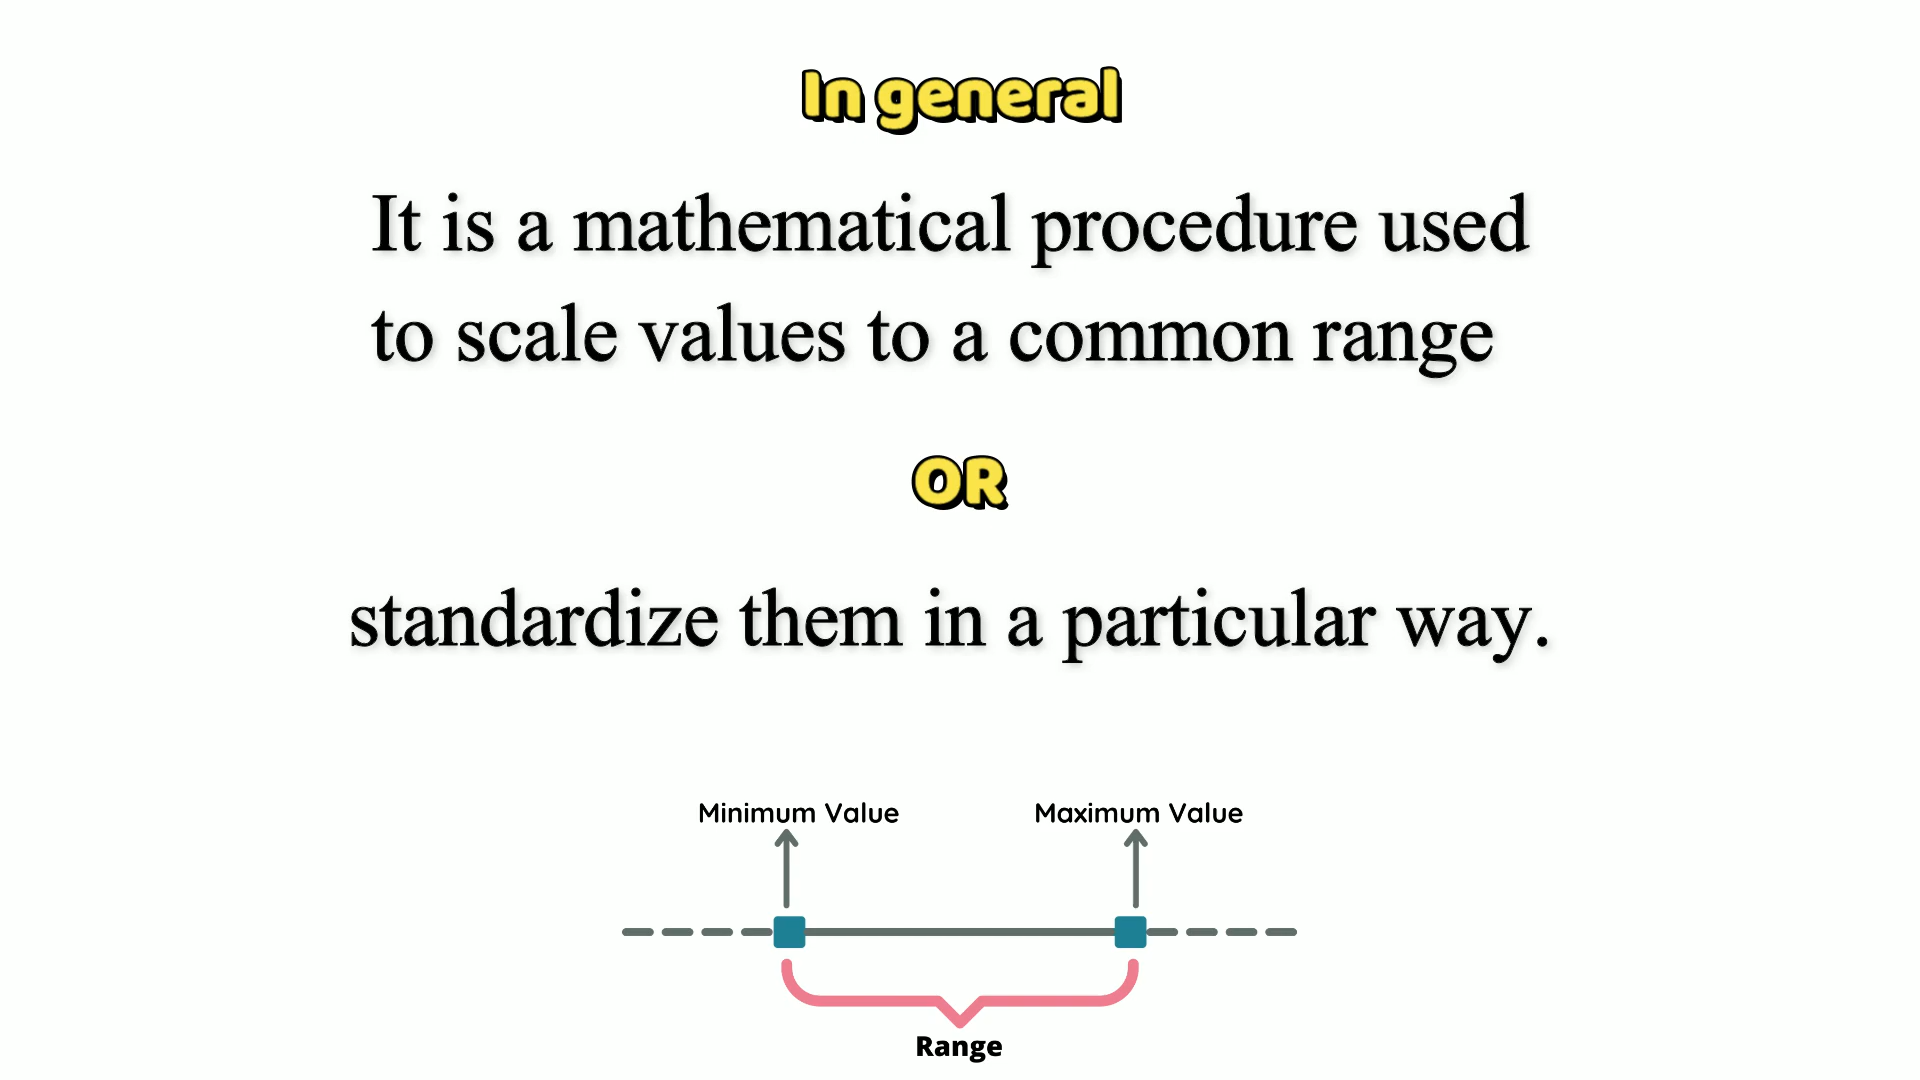 In general
It is a mathematical procedure used
to scale values to a common range
OR
standardize them in a particular way.
Minimum Value Maximum Value
Range